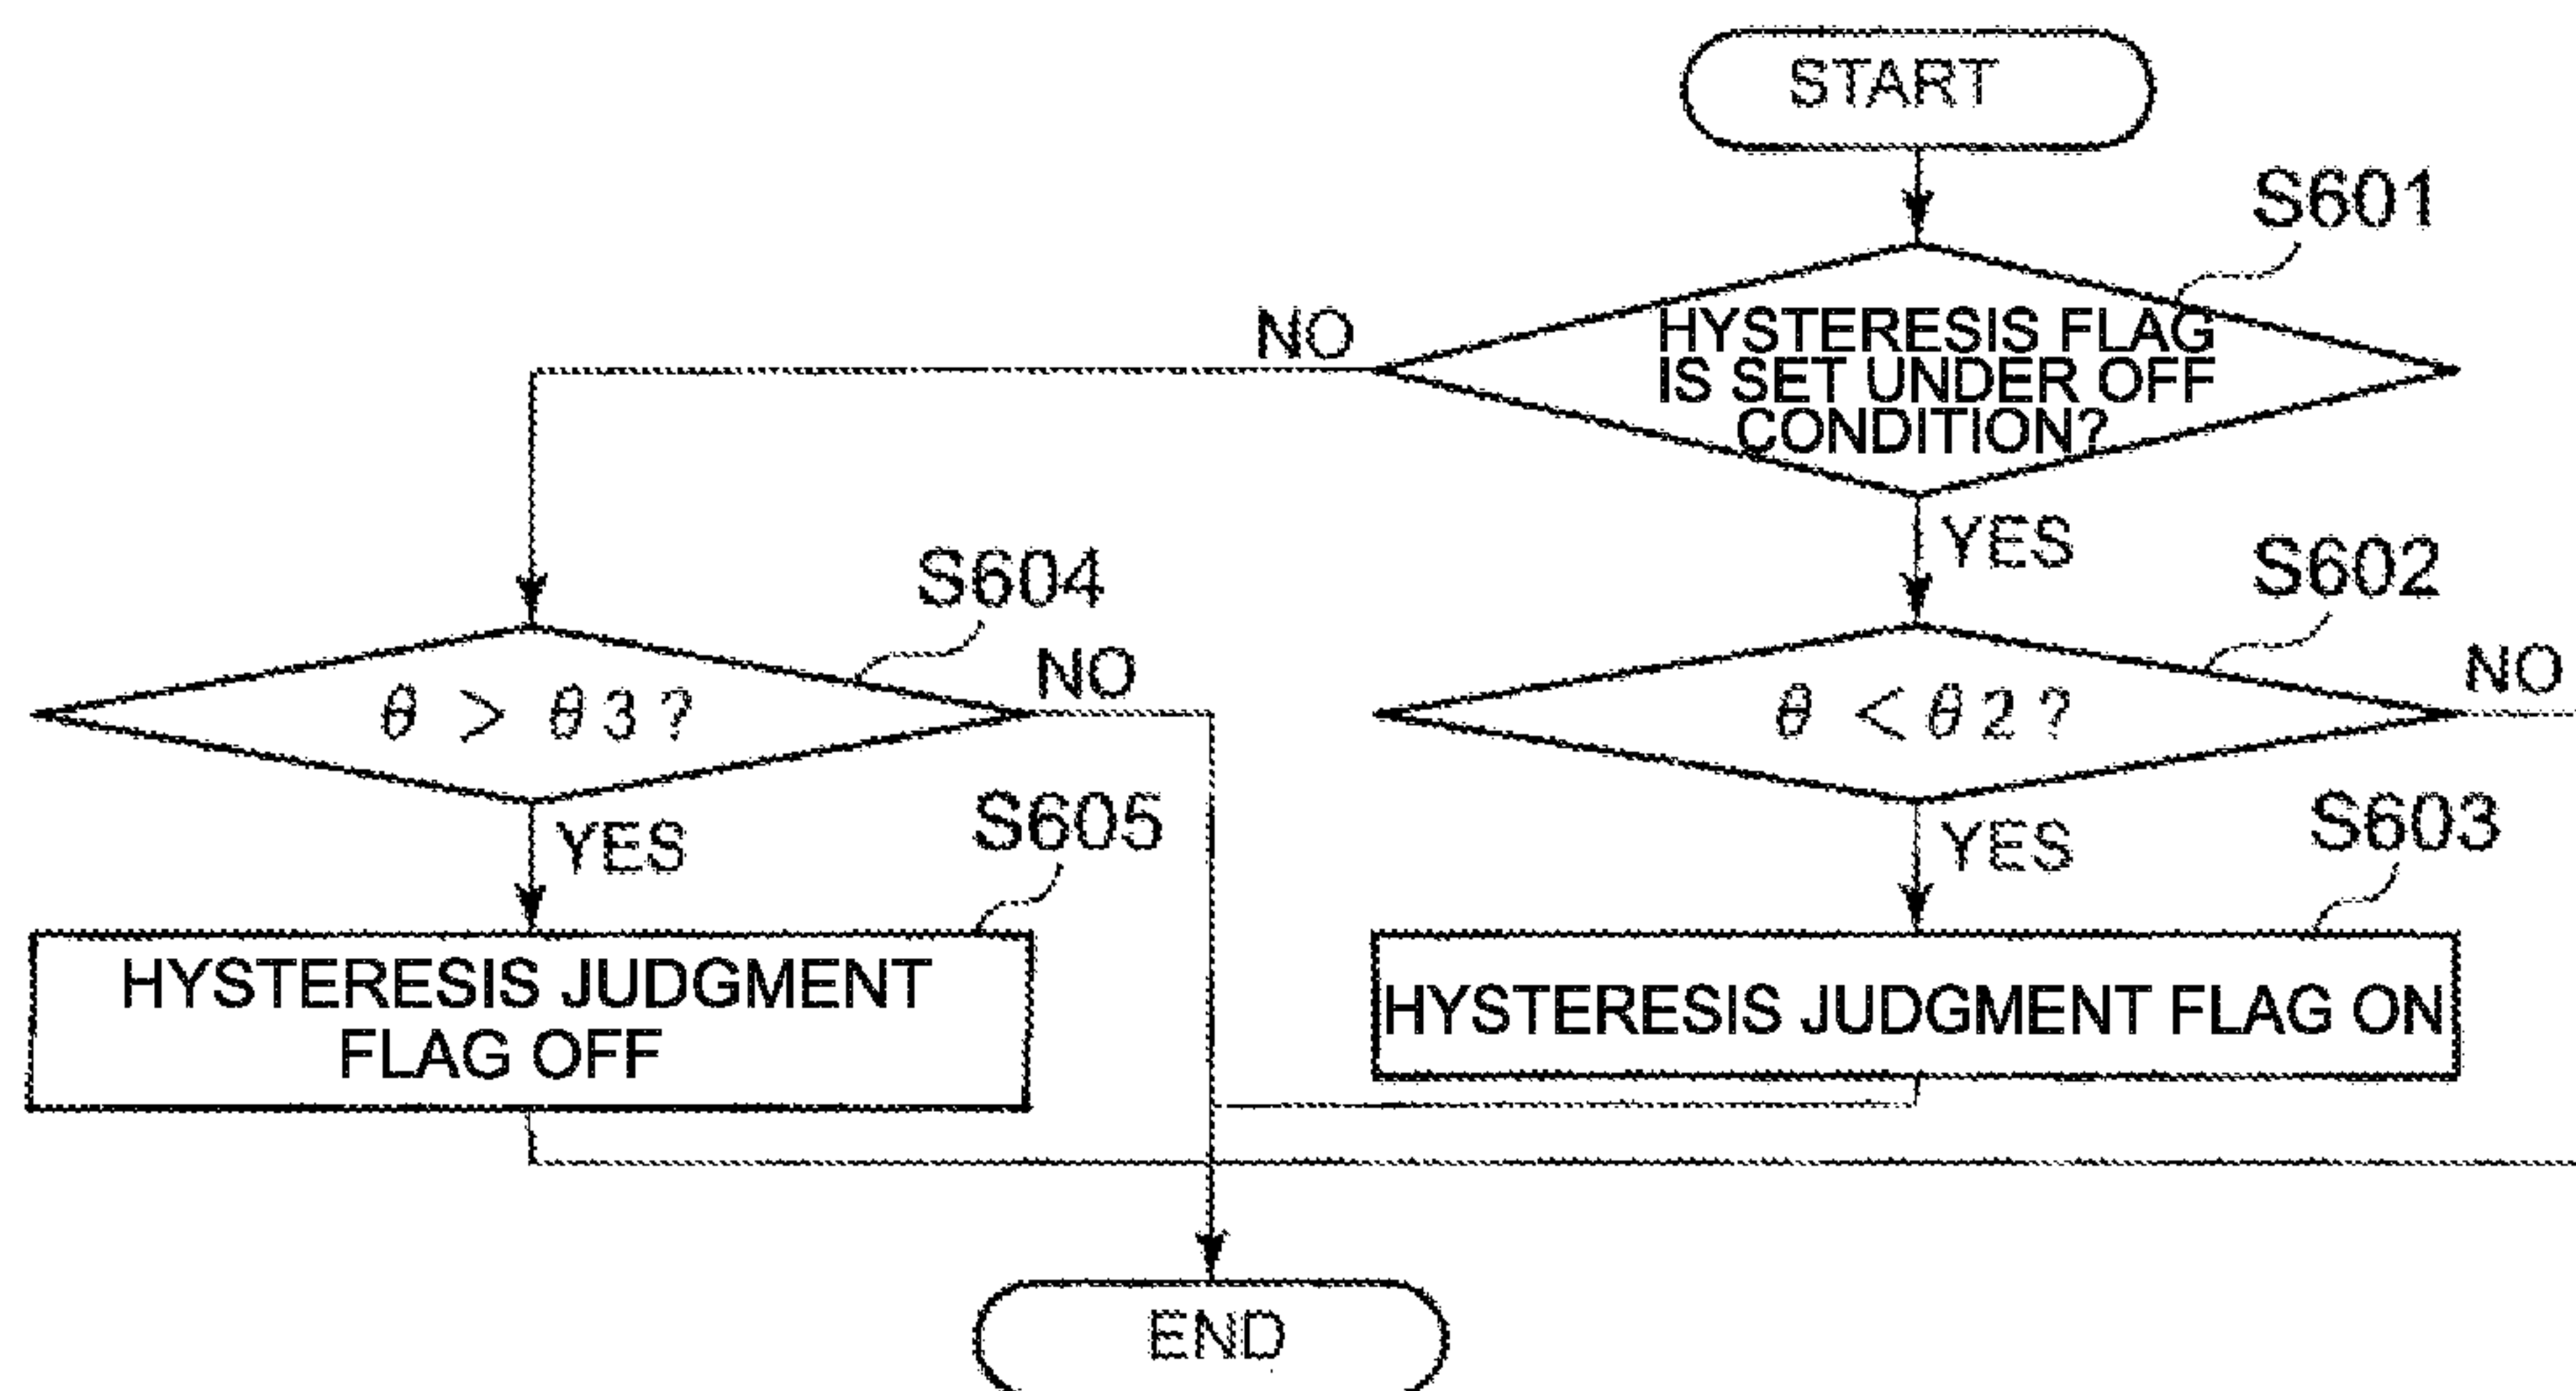 START
S601
NO
HYSTERESIS FLAG
IS SET UNDER OFF
CONDITION?
YES
S604
S602
NO
NO
θ > θ3?
θ < θ2?
YES
YES
S605
S603
HYSTERESIS JUDGMENT
FLAG OFF
HYSTERESIS JUDGMENT FLAG ON
END